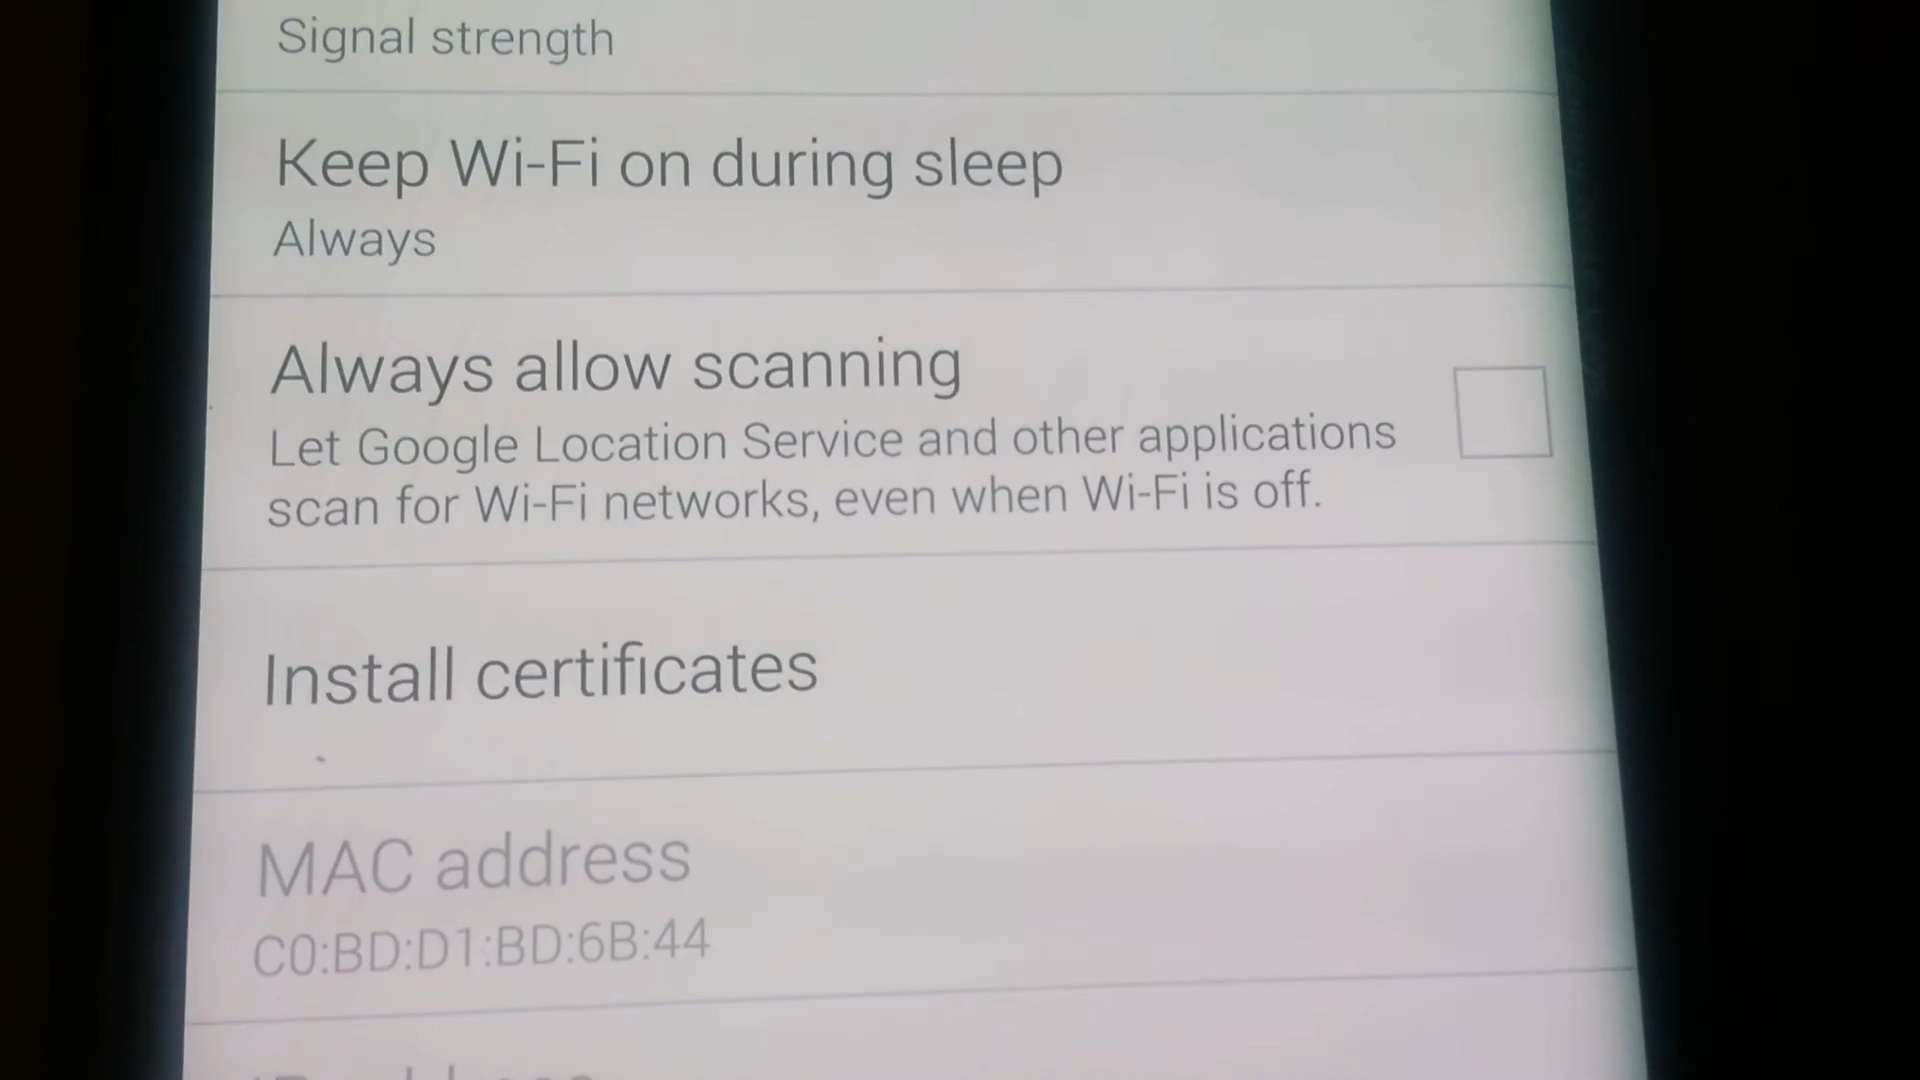 Signal strength
Keep Wi-Fi on during sleep
Always
Always allow scanning
Let Google Location Service and other applications
scan for Wi-Fi networks, even when Wi-Fi is off.
Install certificates
MAC address
C0:BD:D1:BD:6B:44